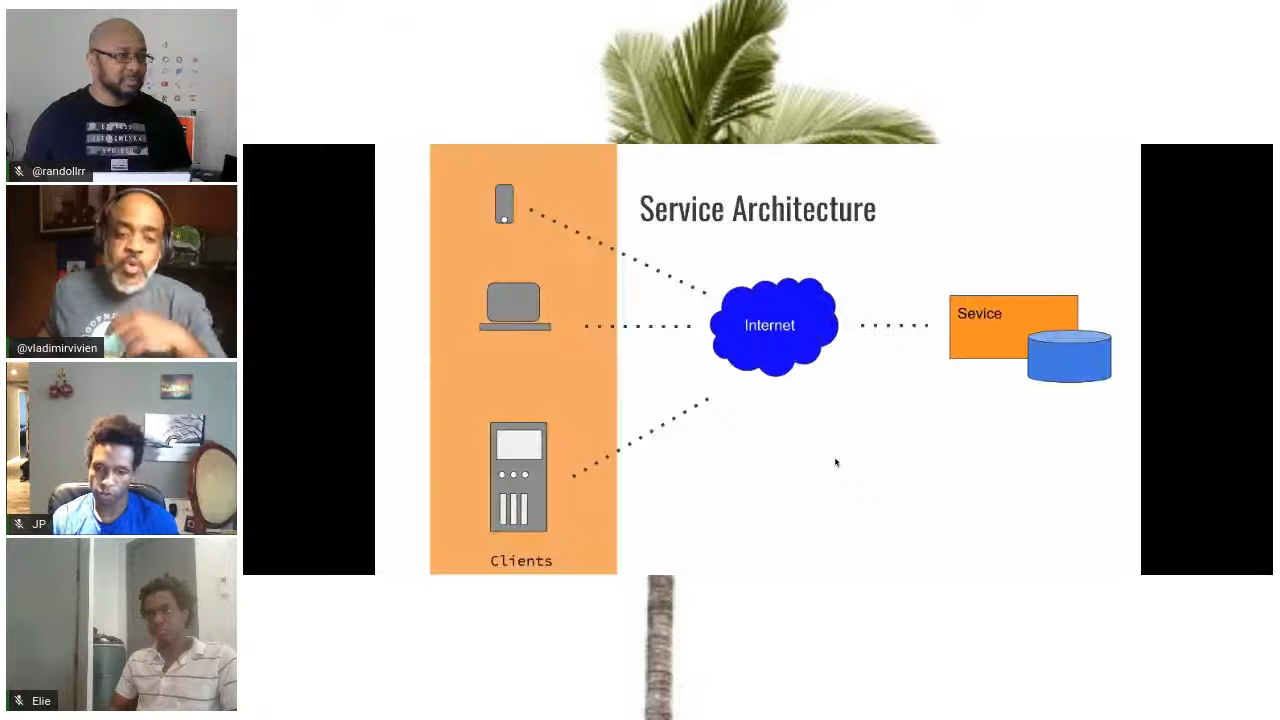 @randollrr
@vladimirvivien
JP
Elie
Service Architecture
Internet
Sevice
Clients